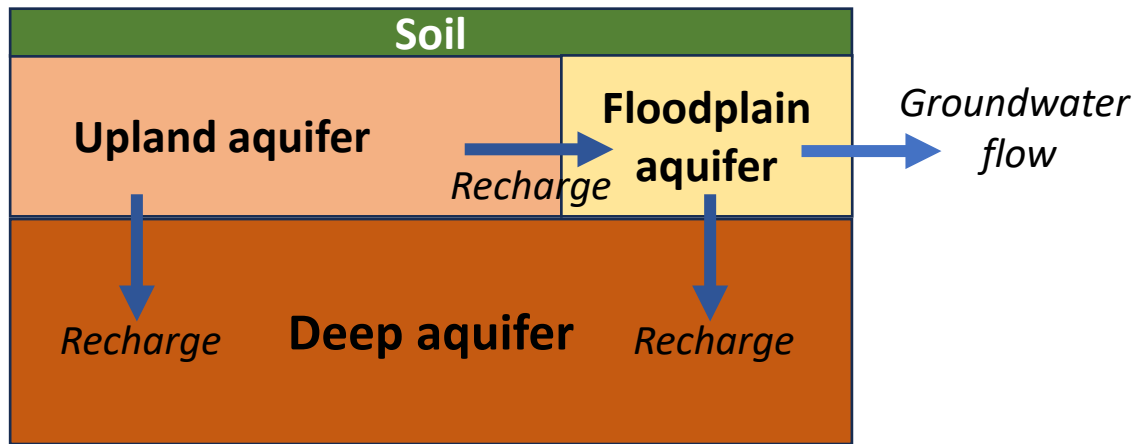 Soil
Upland aquifer
Floodplain
aquifer
Groundwater
flow
Recharge
Recharge
Deep aquifer
Recharge